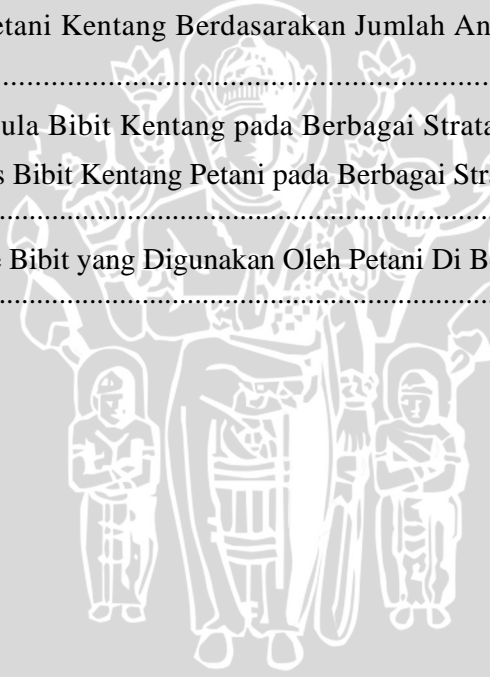 etani Kentang Berdasarakan Jumlah An
................................................................
ula Bibit Kentang pada Berbagai Strata
s Bibit Kentang Petani pada Berbagai Stra
................................................................
e Bibit yang Digunakan Oleh Petani Di B
................................................................